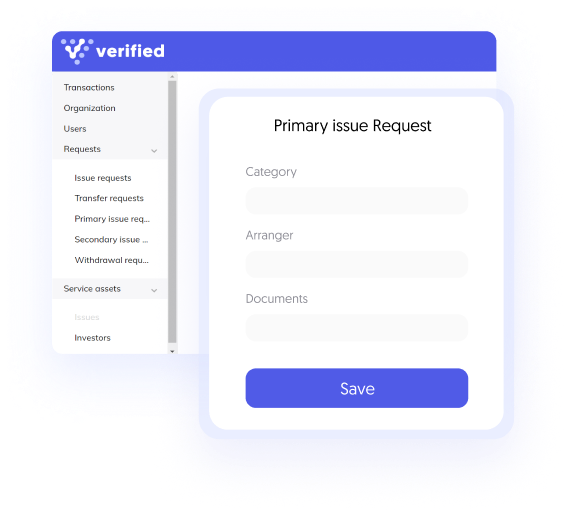 verified
Transactions
Organization
Users
Requests
Issue requests
Transfer requests
Primary issue req...
Secondary issue ...
Withdrawal requ...
Service assets
Issues
Investors
Primary issue Request
Category
Arranger
Documents
Save